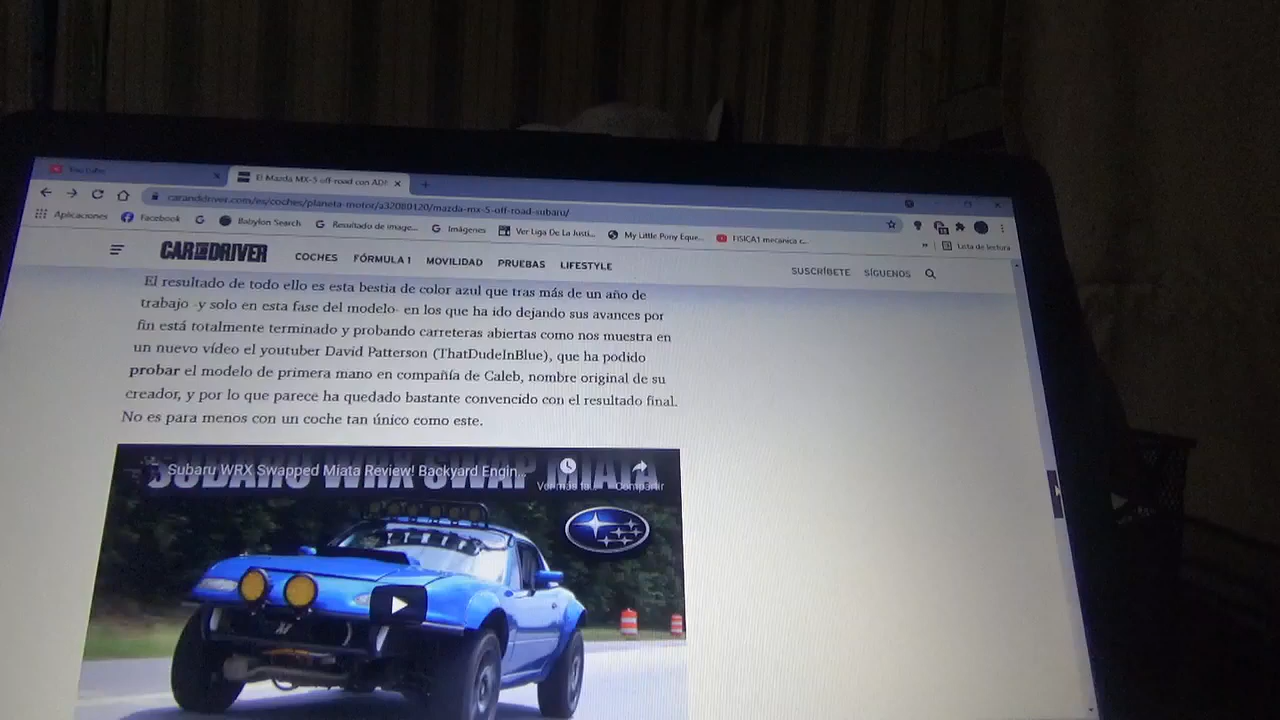 El Mazda MX-5 off-road con ADN
caranddriver.com/es/coches/planeta-motor/a32080120/mazda-mx-5-off-road-subaru/
Aplicaciones Facebook Babylon Search Resultado de image... Imágenes Ver Liga De La Justi... My Little Pony Eque... FISICA1 mecanica r... » Lista de lectura
CAR AND DRIVER COCHES FÓRMULA 1 MOVILIDAD PRUEBAS LIFESTYLE SUSCRÍBETE SÍGUENOS
El resultado de todo ello es esta bestia de color azul que tras más de un año de
trabajo -y solo en esta fase del modelo- en los que ha ido dejando sus avances por
fin está totalmente terminado y probando carreteras abiertas como nos muestra en
un nuevo vídeo el youtuber David Patterson (ThatDudeInBlue), que ha podido
probar el modelo de primera mano en compañía de Caleb, nombre original de su
creador, y por lo que parece ha quedado bastante convencido con el resultado final.
No es para menos con un coche tan único como este.
Subaru WRX Swapped Miata Review! Backyard Engin...
SUBARU WRX SWAP MIATA
Ver más ta... Compartir